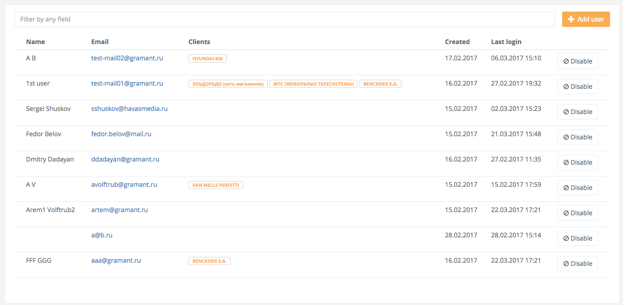 Filter by any field
Add user
Name Email Clients Created Last login
A B test-mail02@gramant.ru HYUNDAI-KIA 17.02.2017 06.03.2017 15:10 Disable
1st user test-mail01@gramant.ru ЭЛЬДОРАДО (сеть магазинов) МТС (МОБИЛЬНЫЕ ТЕЛЕСИСТЕМЫ) BENCKISER S.A. 16.02.2017 27.02.2017 19:32 Disable
Sergei Shuskov sshuskov@havasmedia.ru 15.02.2017 02.03.2017 15:23 Disable
Fedor Belov fedor.belov@mail.ru 15.02.2017 21.03.2017 15:48 Disable
Dmitry Dadayan ddadayan@gramant.ru 16.02.2017 27.02.2017 11:35 Disable
A V avolftrub@gramant.ru VAN MELLE PERFETTI 15.02.2017 15.02.2017 17:59 Disable
Arem1 Volftrub2 artem@gramant.ru 15.02.2017 22.03.2017 17:21 Disable
a@b.ru 28.02.2017 28.02.2017 15:14 Disable
FFF GGG aaa@gramant.ru BENCKISER S.A. 16.02.2017 22.03.2017 17:21 Disable